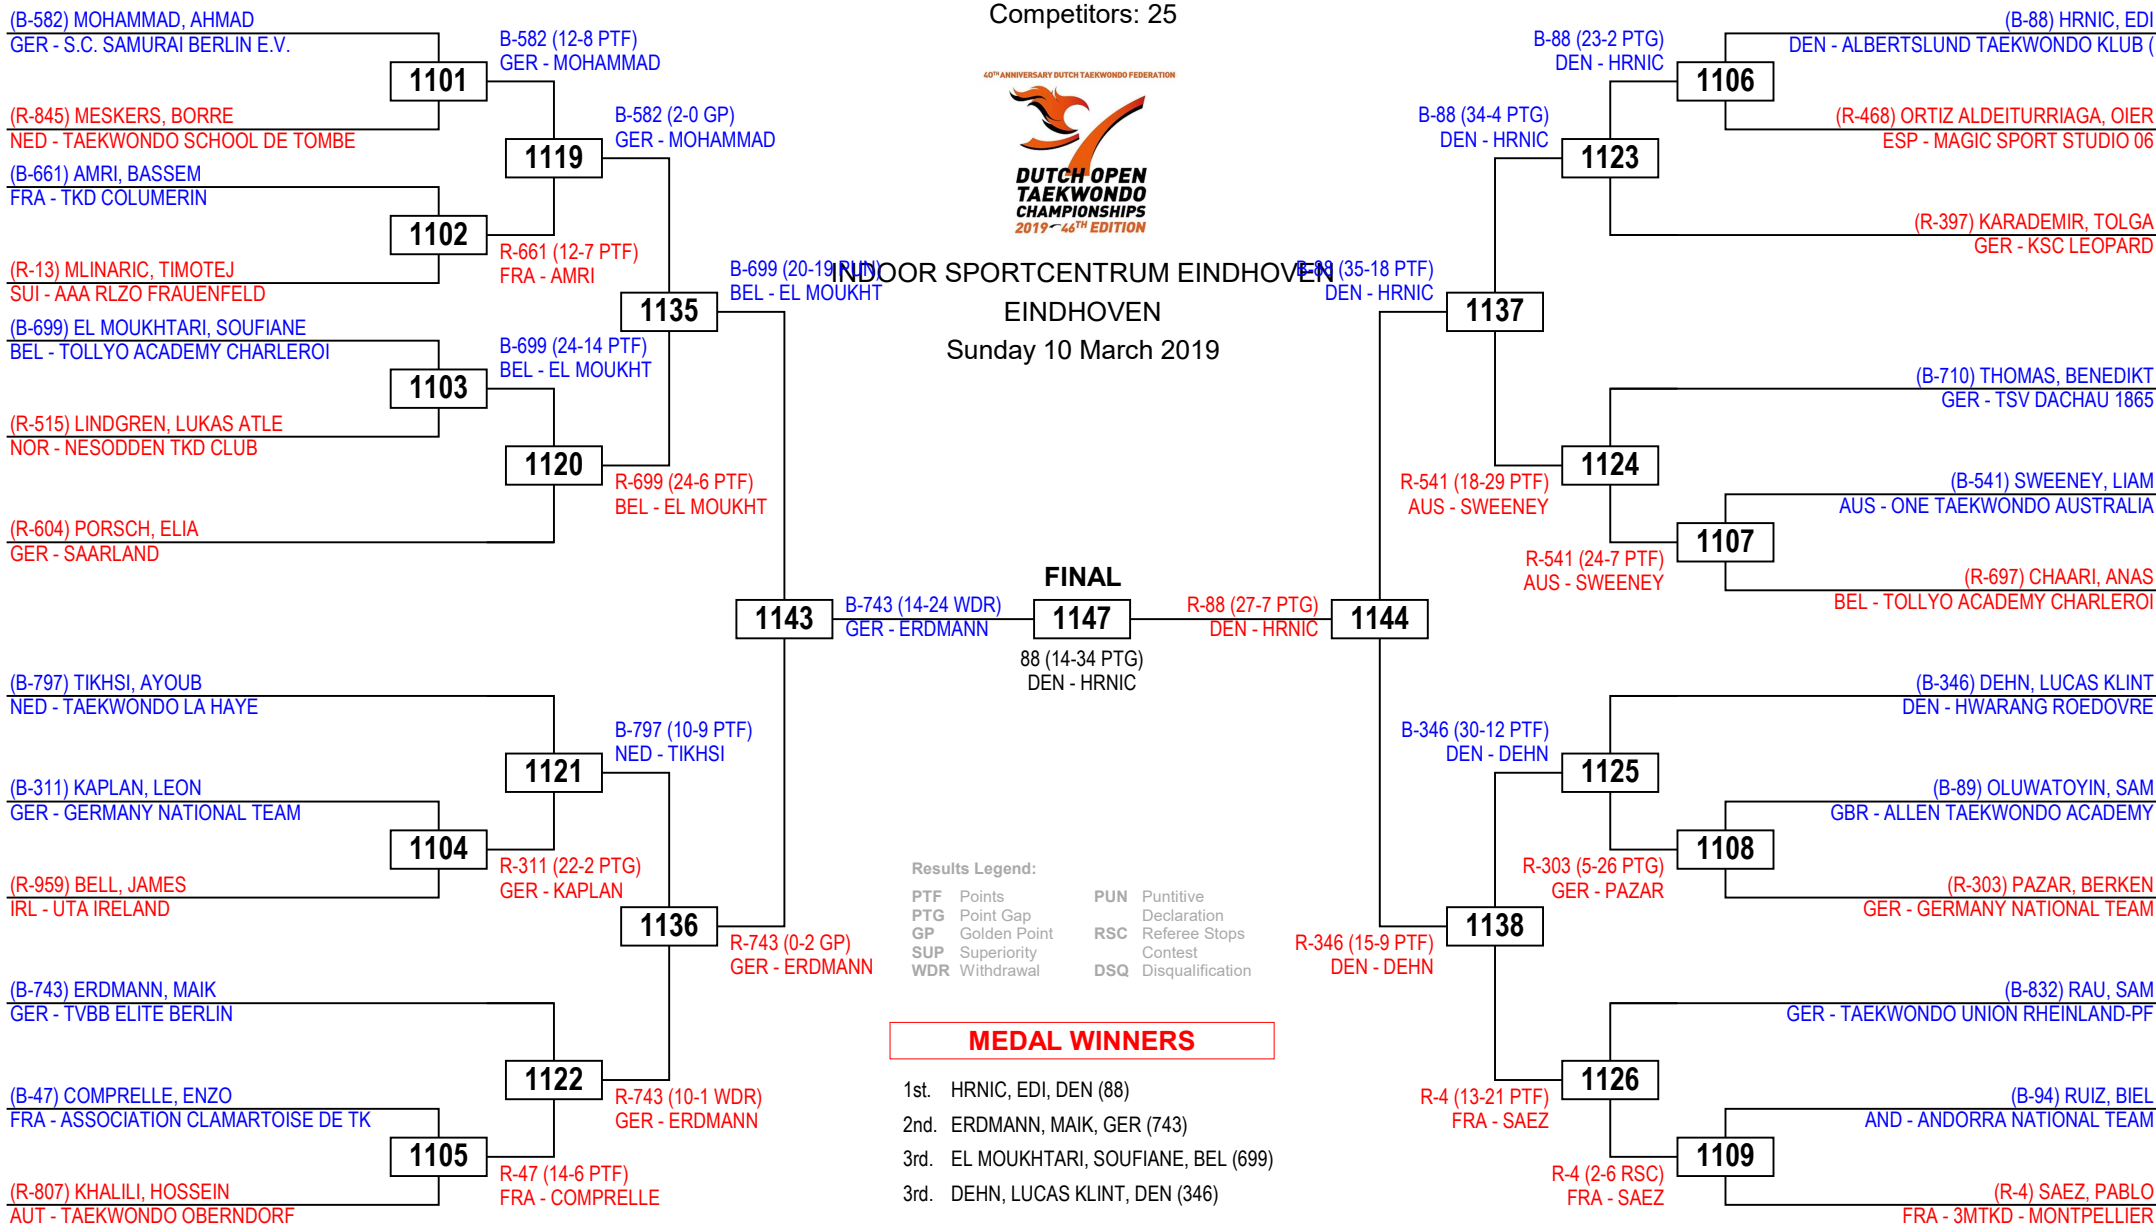 Competitors: 25
40TH ANNIVERSARY DUTCH TAEKWONDO FEDERATION
DUTCH OPEN
TAEKWONDO
CHAMPIONSHIPS
2019 46TH EDITION
INDOOR SPORTCENTRUM EINDHOVEN
EINDHOVEN
Sunday 10 March 2019
(B-582) MOHAMMAD, AHMAD
GER - S.C. SAMURAI BERLIN E.V.
1101
(R-845) MESKERS, BORRE
NED - TAEKWONDO SCHOOL DE TOMBE
(B-661) AMRI, BASSEM
FRA - TKD COLUMERIN
1102
(R-13) MLINARIC, TIMOTEJ
SUI - AAA RLZO FRAUENFELD
(B-699) EL MOUKHTARI, SOUFIANE
BEL - TOLLYO ACADEMY CHARLEROI
1103
(R-515) LINDGREN, LUKAS ATLE
NOR - NESODDEN TKD CLUB
(R-604) PORSCH, ELIA
GER - SAARLAND
(B-797) TIKHSI, AYOUB
NED - TAEKWONDO LA HAYE
(B-311) KAPLAN, LEON
GER - GERMANY NATIONAL TEAM
1104
(R-959) BELL, JAMES
IRL - UTA IRELAND
(B-743) ERDMANN, MAIK
GER - TVBB ELITE BERLIN
(B-47) COMPRELLE, ENZO
FRA - ASSOCIATION CLAMARTOISE DE TK
1105
(R-807) KHALILI, HOSSEIN
AUT - TAEKWONDO OBERNDORF
B-582 (12-8 PTF)
GER - MOHAMMAD
1119
R-661 (12-7 PTF)
FRA - AMRI
B-699 (24-14 PTF)
BEL - EL MOUKHT
1120
1121
R-311 (22-2 PTG)
GER - KAPLAN
1122
R-47 (14-6 PTF)
FRA - COMPRELLE
B-582 (2-0 GP)
GER - MOHAMMAD
1135
R-699 (24-6 PTF)
BEL - EL MOUKHT
B-797 (10-9 PTF)
NED - TIKHSI
1136
R-743 (10-1 WDR)
GER - ERDMANN
B-699 (20-19 PUN)
BEL - EL MOUKHT
1143
R-743 (0-2 GP)
GER - ERDMANN
B-743 (14-24 WDR)
GER - ERDMANN
FINAL
1147
88 (14-34 PTG)
DEN - HRNIC
R-88 (27-7 PTG)
DEN - HRNIC
B-88 (35-18 PTF)
DEN - HRNIC
1144
R-346 (15-9 PTF)
DEN - DEHN
B-88 (34-4 PTG)
DEN - HRNIC
1137
R-541 (18-29 PTF)
AUS - SWEENEY
B-346 (30-12 PTF)
DEN - DEHN
1138
R-4 (13-21 PTF)
FRA - SAEZ
B-88 (23-2 PTG)
DEN - HRNIC
1123
1124
R-541 (24-7 PTF)
AUS - SWEENEY
1125
R-303 (5-26 PTG)
GER - PAZAR
1126
R-4 (2-6 RSC)
FRA - SAEZ
(B-88) HRNIC, EDI
DEN - ALBERTSLUND TAEKWONDO KLUB (
1106
(R-468) ORTIZ ALDEITURRIAGA, OIER
ESP - MAGIC SPORT STUDIO 06
(R-397) KARADEMIR, TOLGA
GER - KSC LEOPARD
(B-710) THOMAS, BENEDIKT
GER - TSV DACHAU 1865
(B-541) SWEENEY, LIAM
AUS - ONE TAEKWONDO AUSTRALIA
1107
(R-697) CHAARI, ANAS
BEL - TOLLYO ACADEMY CHARLEROI
(B-346) DEHN, LUCAS KLINT
DEN - HWARANG ROEDOVRE
(B-89) OLUWATOYIN, SAM
GBR - ALLEN TAEKWONDO ACADEMY
1108
(R-303) PAZAR, BERKEN
GER - GERMANY NATIONAL TEAM
(B-832) RAU, SAM
GER - TAEKWONDO UNION RHEINLAND-PF
(B-94) RUIZ, BIEL
AND - ANDORRA NATIONAL TEAM
1109
(R-4) SAEZ, PABLO
FRA - 3MTKD - MONTPELLIER
Results Legend:
PTF Points
PTG Point Gap
GP Golden Point
SUP Superiority
WDR Withdrawal
PUN Puntitive
Declaration
RSC Referee Stops
Contest
DSQ Disqualification
MEDAL WINNERS
1st. HRNIC, EDI, DEN (88)
2nd. ERDMANN, MAIK, GER (743)
3rd. EL MOUKHTARI, SOUFIANE, BEL (699)
3rd. DEHN, LUCAS KLINT, DEN (346)